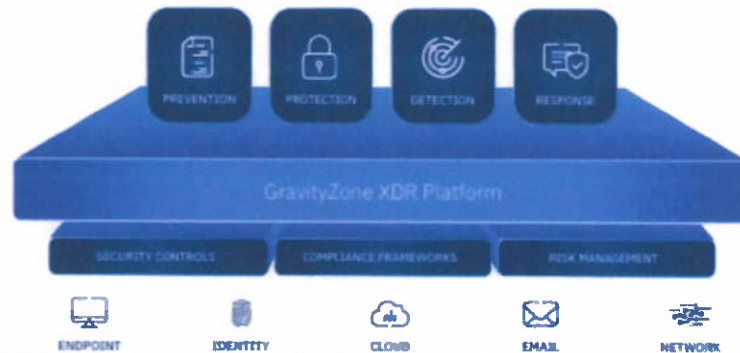 PREVENTION PROTECTION DETECTION RESPONSE
GravityZone XDR Platform
SECURITY CONTROLS COMPLIANCE FRAMEWORKS RISK MANAGEMENT
ENDPOINT IDENTITY CLOUD EMAIL NETWORK